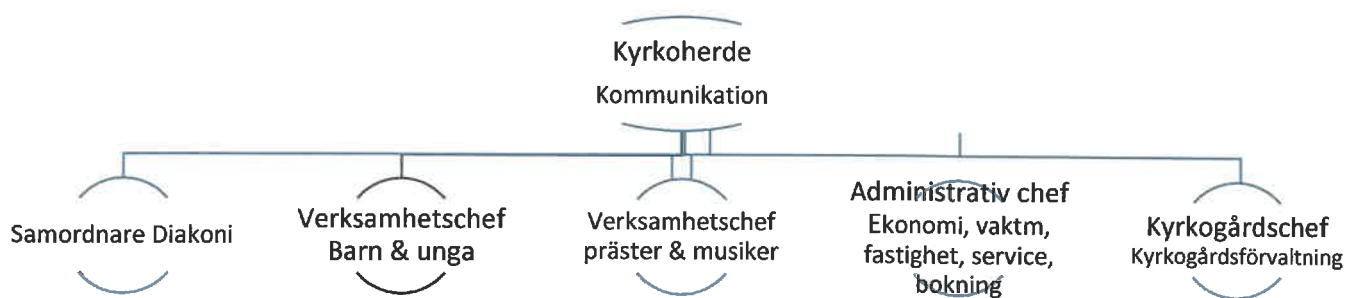 Kyrkoherde
Kommunikation
Samordnare Diakoni
Verksamhetschef
Barn & unga
Verksamhetschef
präster & musiker
Administrativ chef
Ekonomi, vaktm,
fastighet, service,
bokning
Kyrkogårdschef
Kyrkogårdsförvaltning